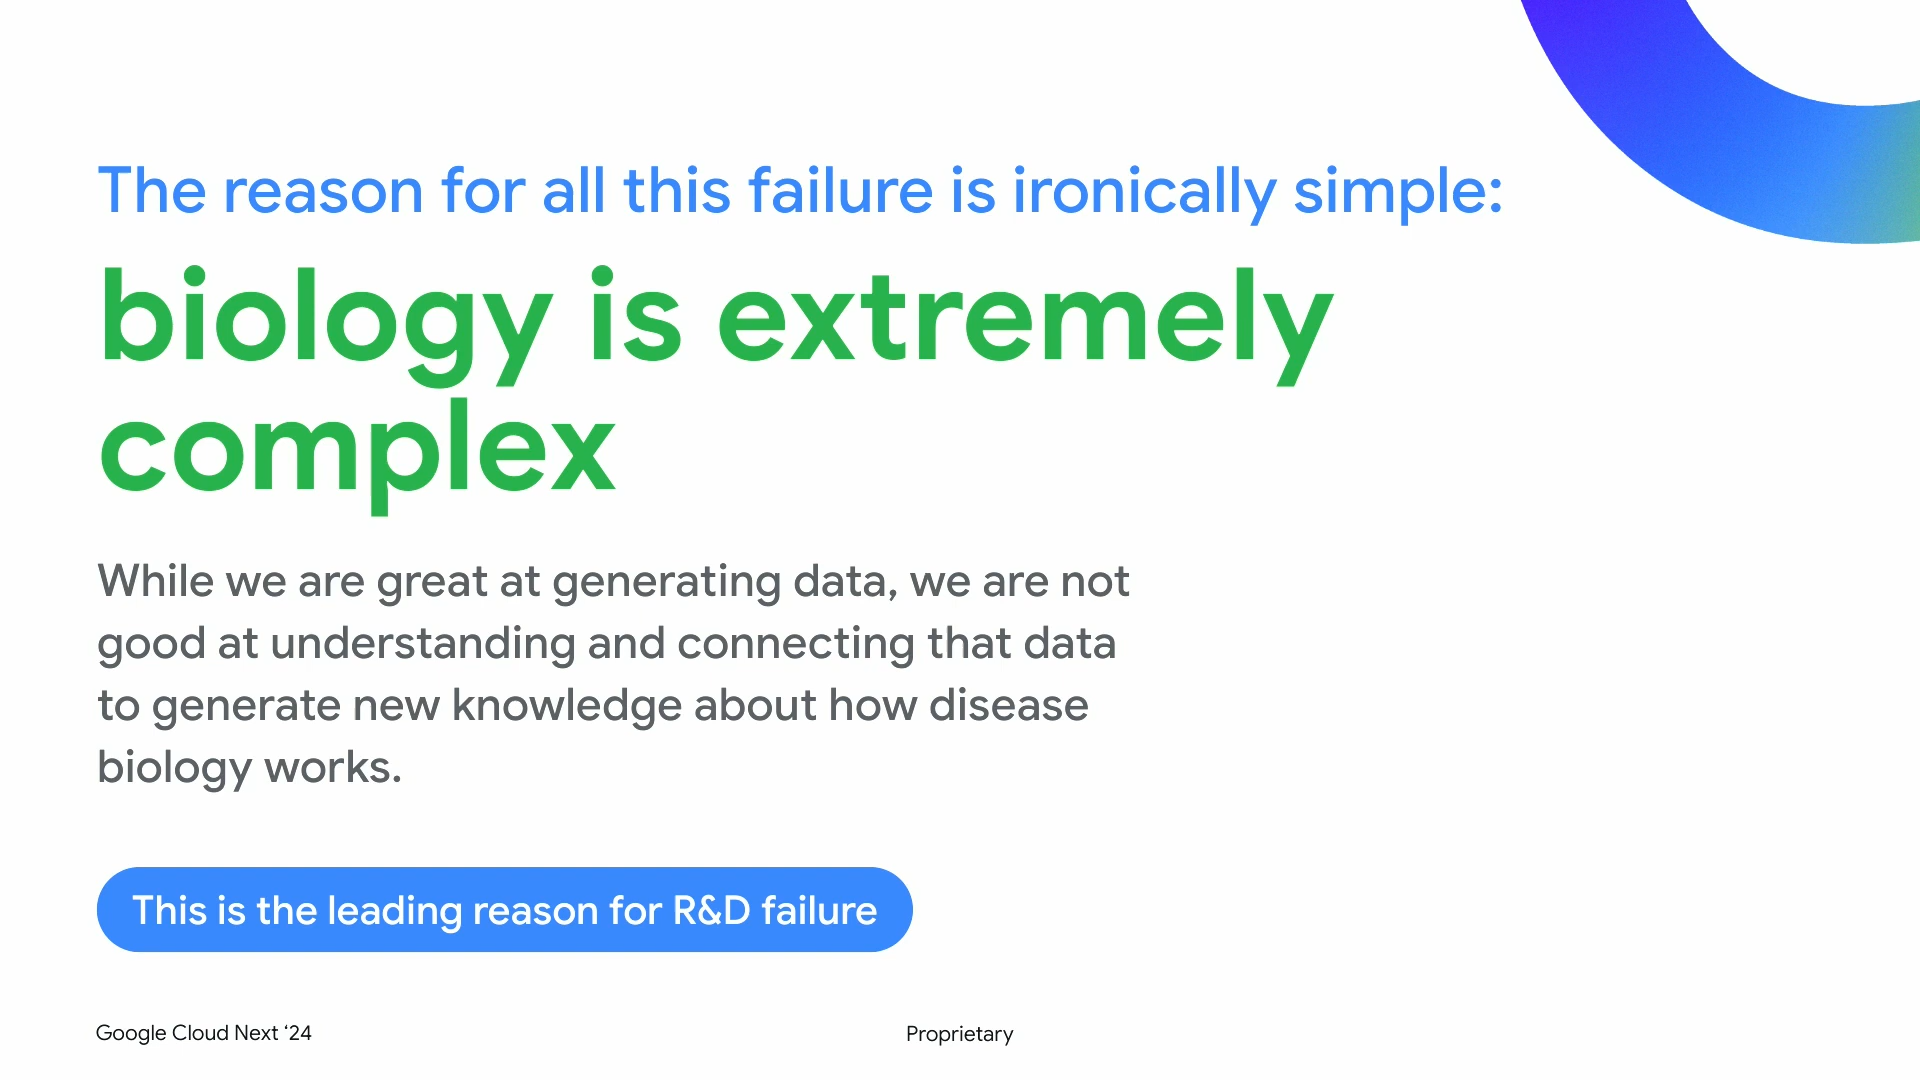 The reason for all this failure is ironically simple:
biology is extremely
complex
While we are great at generating data, we are not
good at understanding and connecting that data
to generate new knowledge about how disease
biology works.
This is the leading reason for R&D failure
Google Cloud Next ‘24
Proprietary